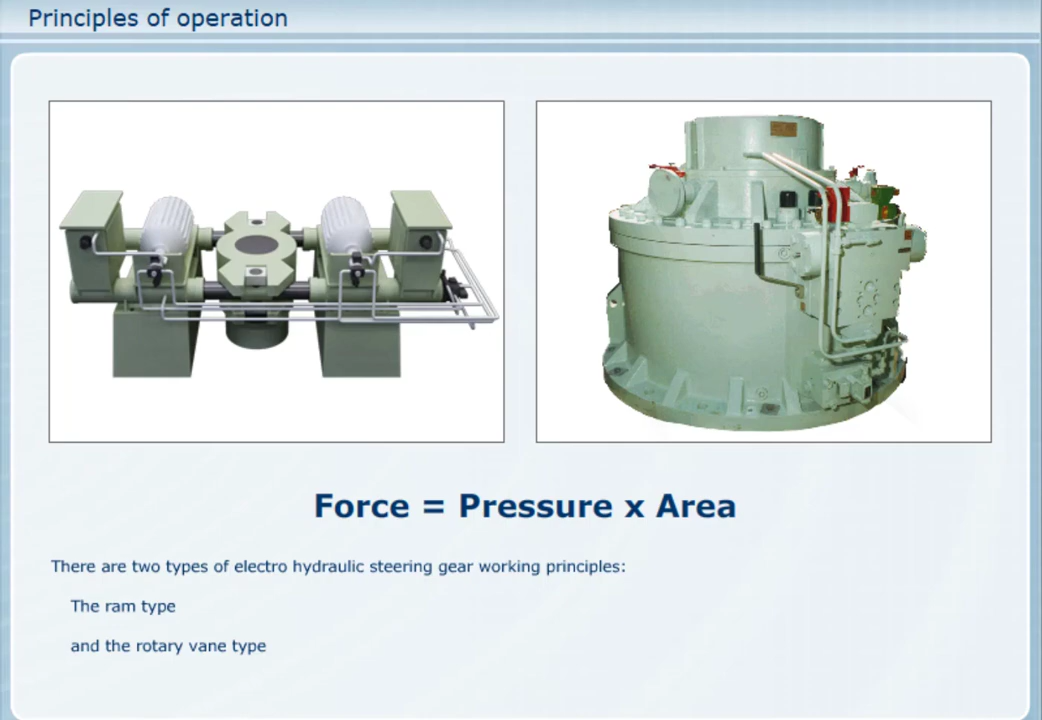 Principles of operation
Force = Pressure x Area
There are two types of electro hydraulic steering gear working principles:
The ram type
and the rotary vane type